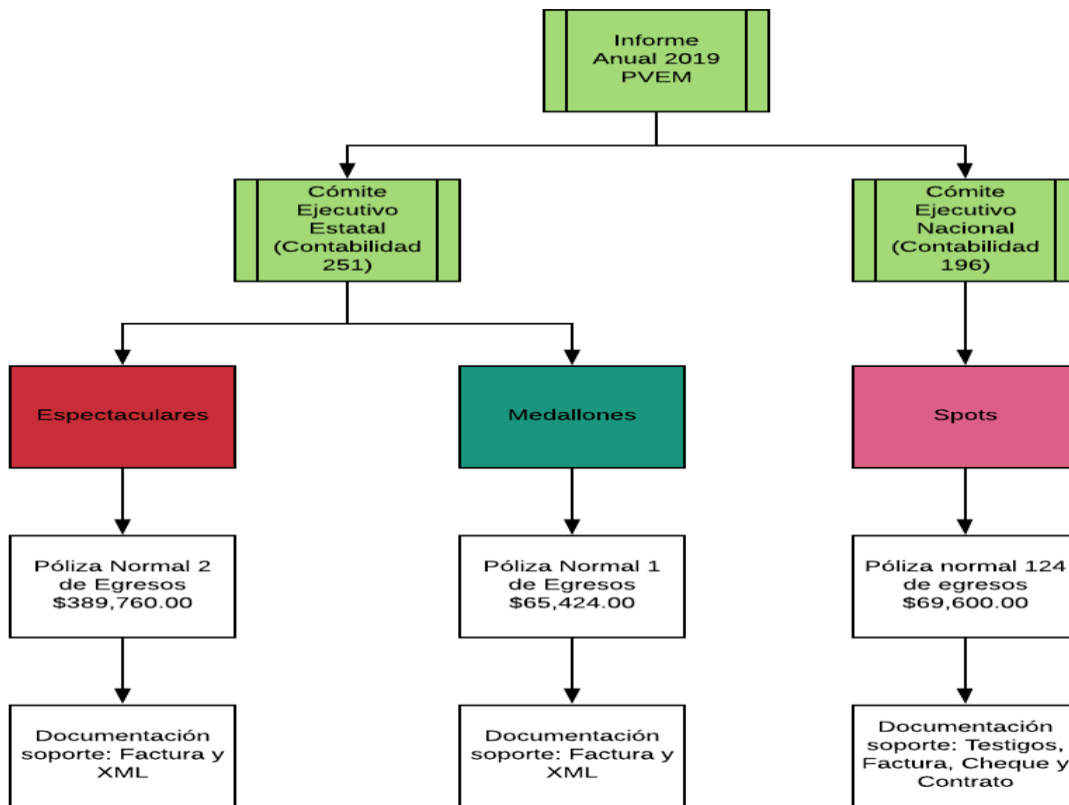 Informe
Anual 2019
PVEM
Cómite
Ejecutivo
Estatal
(Contabilidad
251)
Cómite
Ejecutivo
Nacional
(Contabilidad
196)
Espectaculares
Medallones
Spots
Póliza Normal 2
de Egresos
$389,760.00
Póliza Normal 1
de Egresos
$65,424.00
Póliza normal 124
de egresos
$69,600.00
Documentación
soporte: Factura y
XML
Documentación
soporte: Factura y
XML
Documentación
soporte: Testigos,
Factura, Cheque y
Contrato